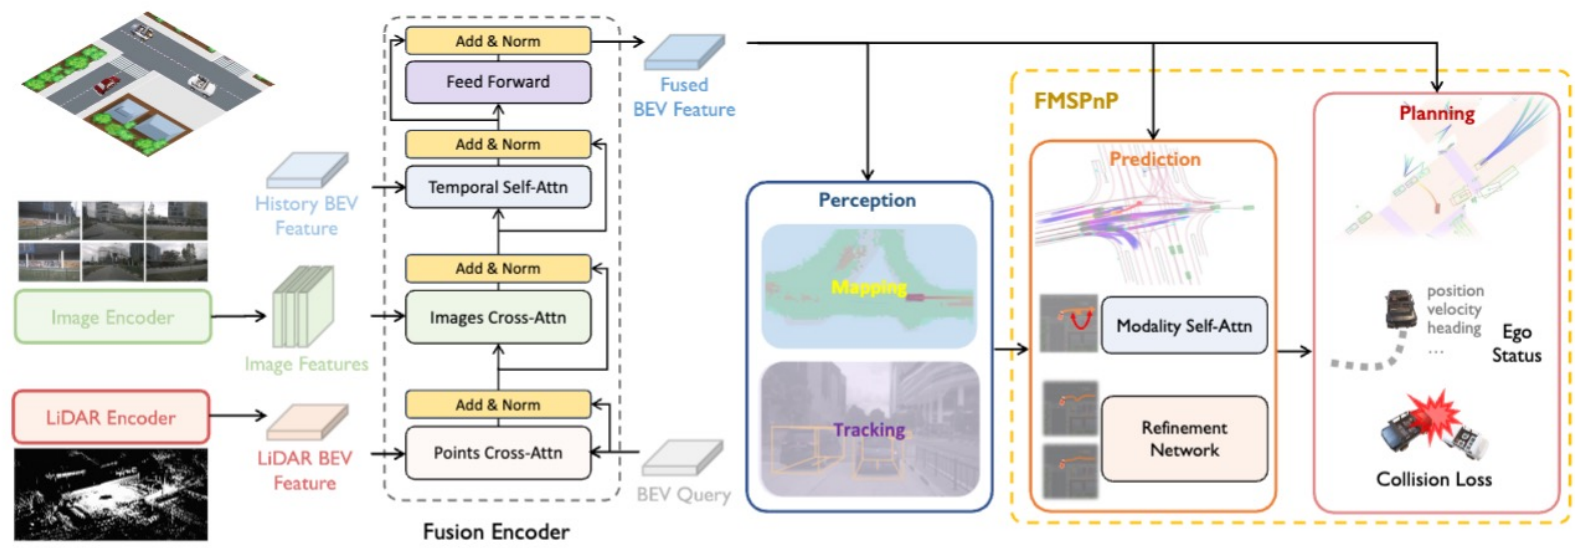 Add & Norm
Feed Forward
Add & Norm
Temporal Self-Attn
Add & Norm
Images Cross-Attn
Add & Norm
Points Cross-Attn
Fusion Encoder
History BEV
Feature
Image Encoder
Image Features
LiDAR Encoder
LiDAR BEV
Feature
BEV Query
Fused
BEV Feature
Perception
Mapping
Tracking
FMSPnP
Prediction
Modality Self-Attn
Refinement
Network
Planning
position
velocity
heading
...
Ego
Status
Collision Loss